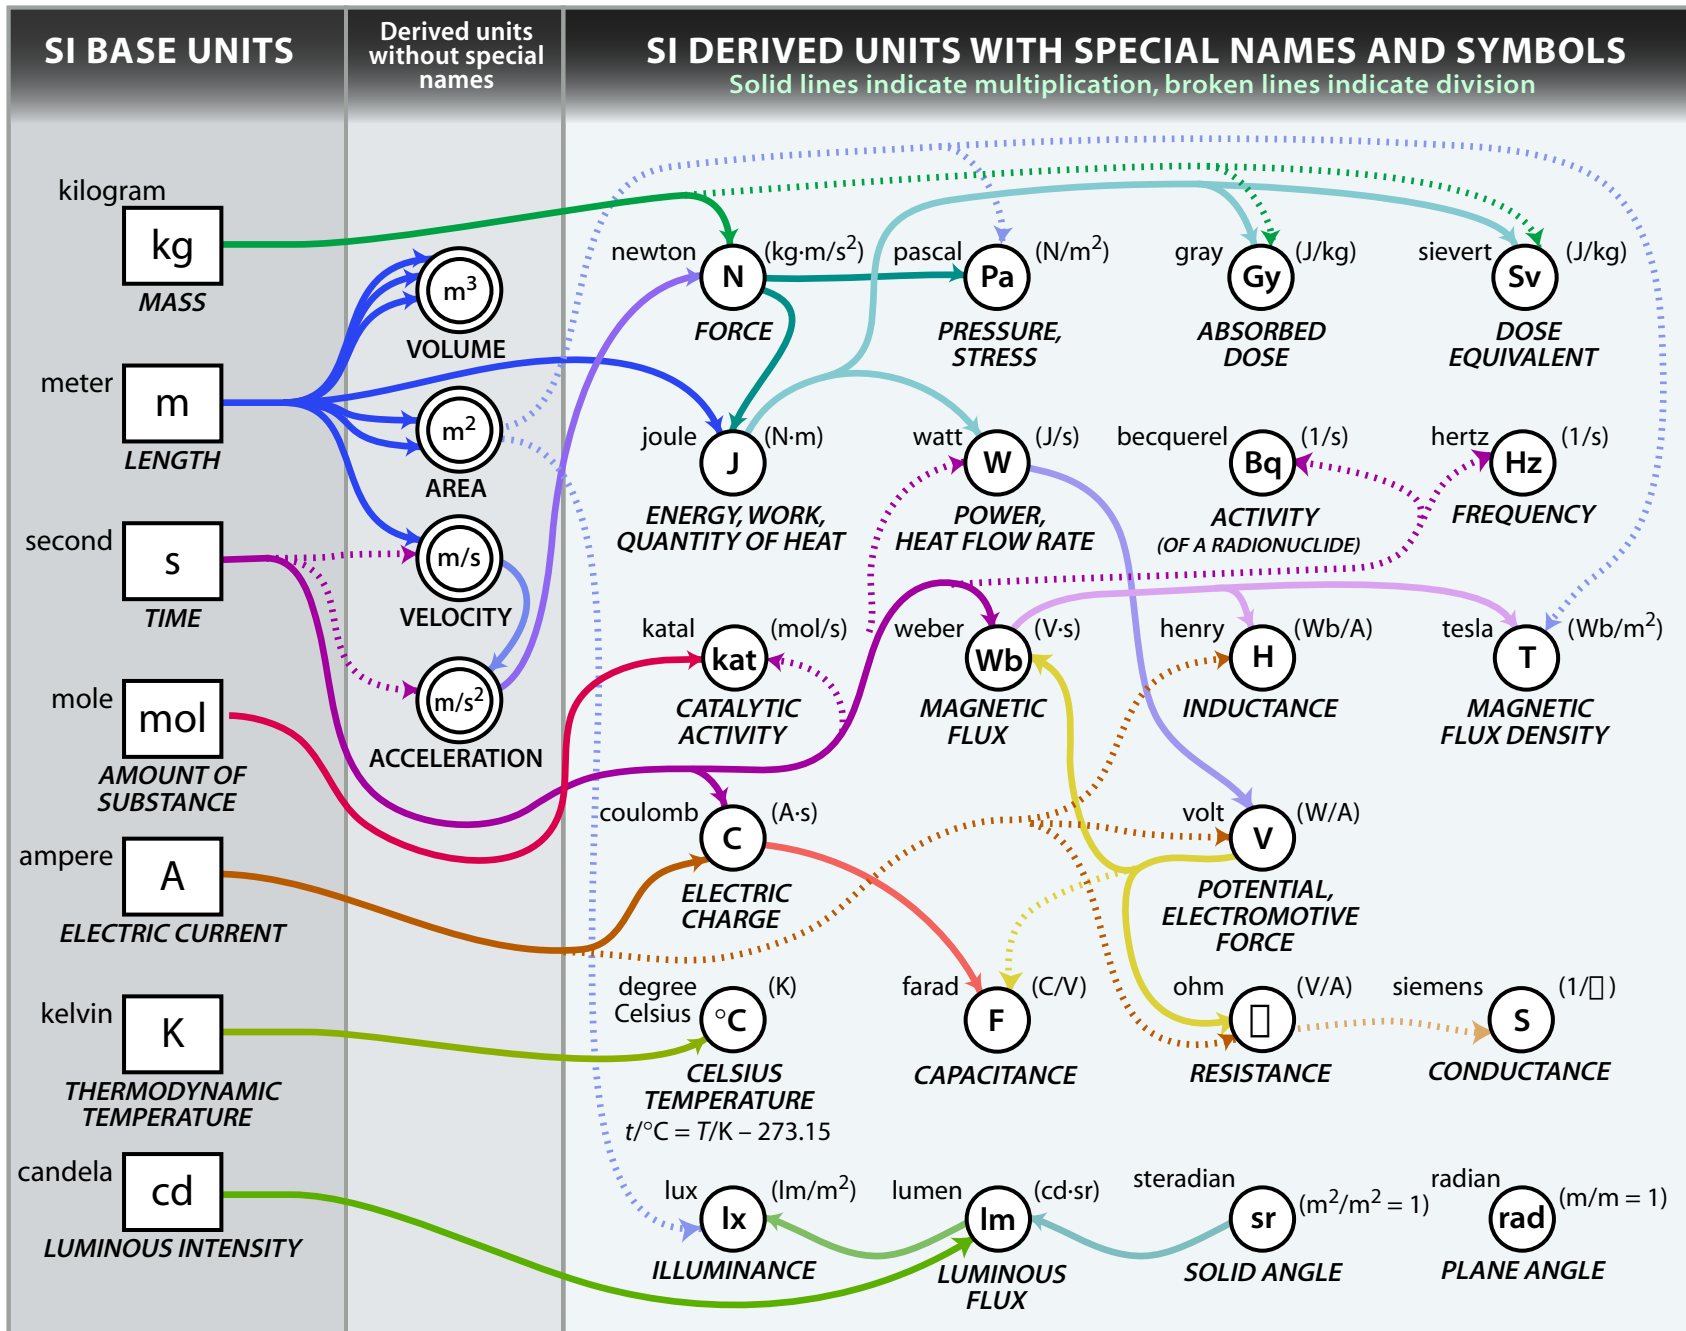 SI BASE UNITS
Derived units
without special
names
SI DERIVED UNITS WITH SPECIAL NAMES AND SYMBOLS
Solid lines indicate multiplication, broken lines indicate division
kilogram
kg
MASS
meter
m
LENGTH
second
s
TIME
mole
mol
AMOUNT OF
SUBSTANCE
ampere
A
ELECTRIC CURRENT
kelvin
K
THERMODYNAMIC
TEMPERATURE
candela
cd
LUMINOUS INTENSITY
m³
VOLUME
m²
AREA
m/s
VELOCITY
m/s²
ACCELERATION
newton
N
(kg·m/s²)
FORCE
pascal
Pa
(N/m²)
PRESSURE,
STRESS
gray
Gy
(J/kg)
ABSORBED
DOSE
sievert
Sv
(J/kg)
DOSE
EQUIVALENT
joule
J
(N·m)
ENERGY, WORK,
QUANTITY OF HEAT
watt
W
(J/s)
POWER,
HEAT FLOW RATE
becquerel
Bq
(1/s)
ACTIVITY
(OF A RADIONUCLIDE)
hertz
Hz
(1/s)
FREQUENCY
katal
kat
(mol/s)
CATALYTIC
ACTIVITY
weber
Wb
(V·s)
MAGNETIC
FLUX
henry
H
(Wb/A)
INDUCTANCE
tesla
T
(Wb/m²)
MAGNETIC
FLUX DENSITY
coulomb
C
(A·s)
ELECTRIC
CHARGE
volt
V
(W/A)
POTENTIAL,
ELECTROMOTIVE
FORCE
degree
Celsius
°C
(K)
CELSIUS
TEMPERATURE
t/°C = T/K – 273.15
farad
F
(C/V)
CAPACITANCE
ohm
▯
(V/A)
RESISTANCE
siemens
S
(1/▯ )
CONDUCTANCE
lux
lx
(lm/m²)
ILLUMINANCE
lumen
lm
(cd·sr)
LUMINOUS
FLUX
steradian
sr
(m²/m² = 1)
SOLID ANGLE
radian
rad
(m/m = 1)
PLANE ANGLE